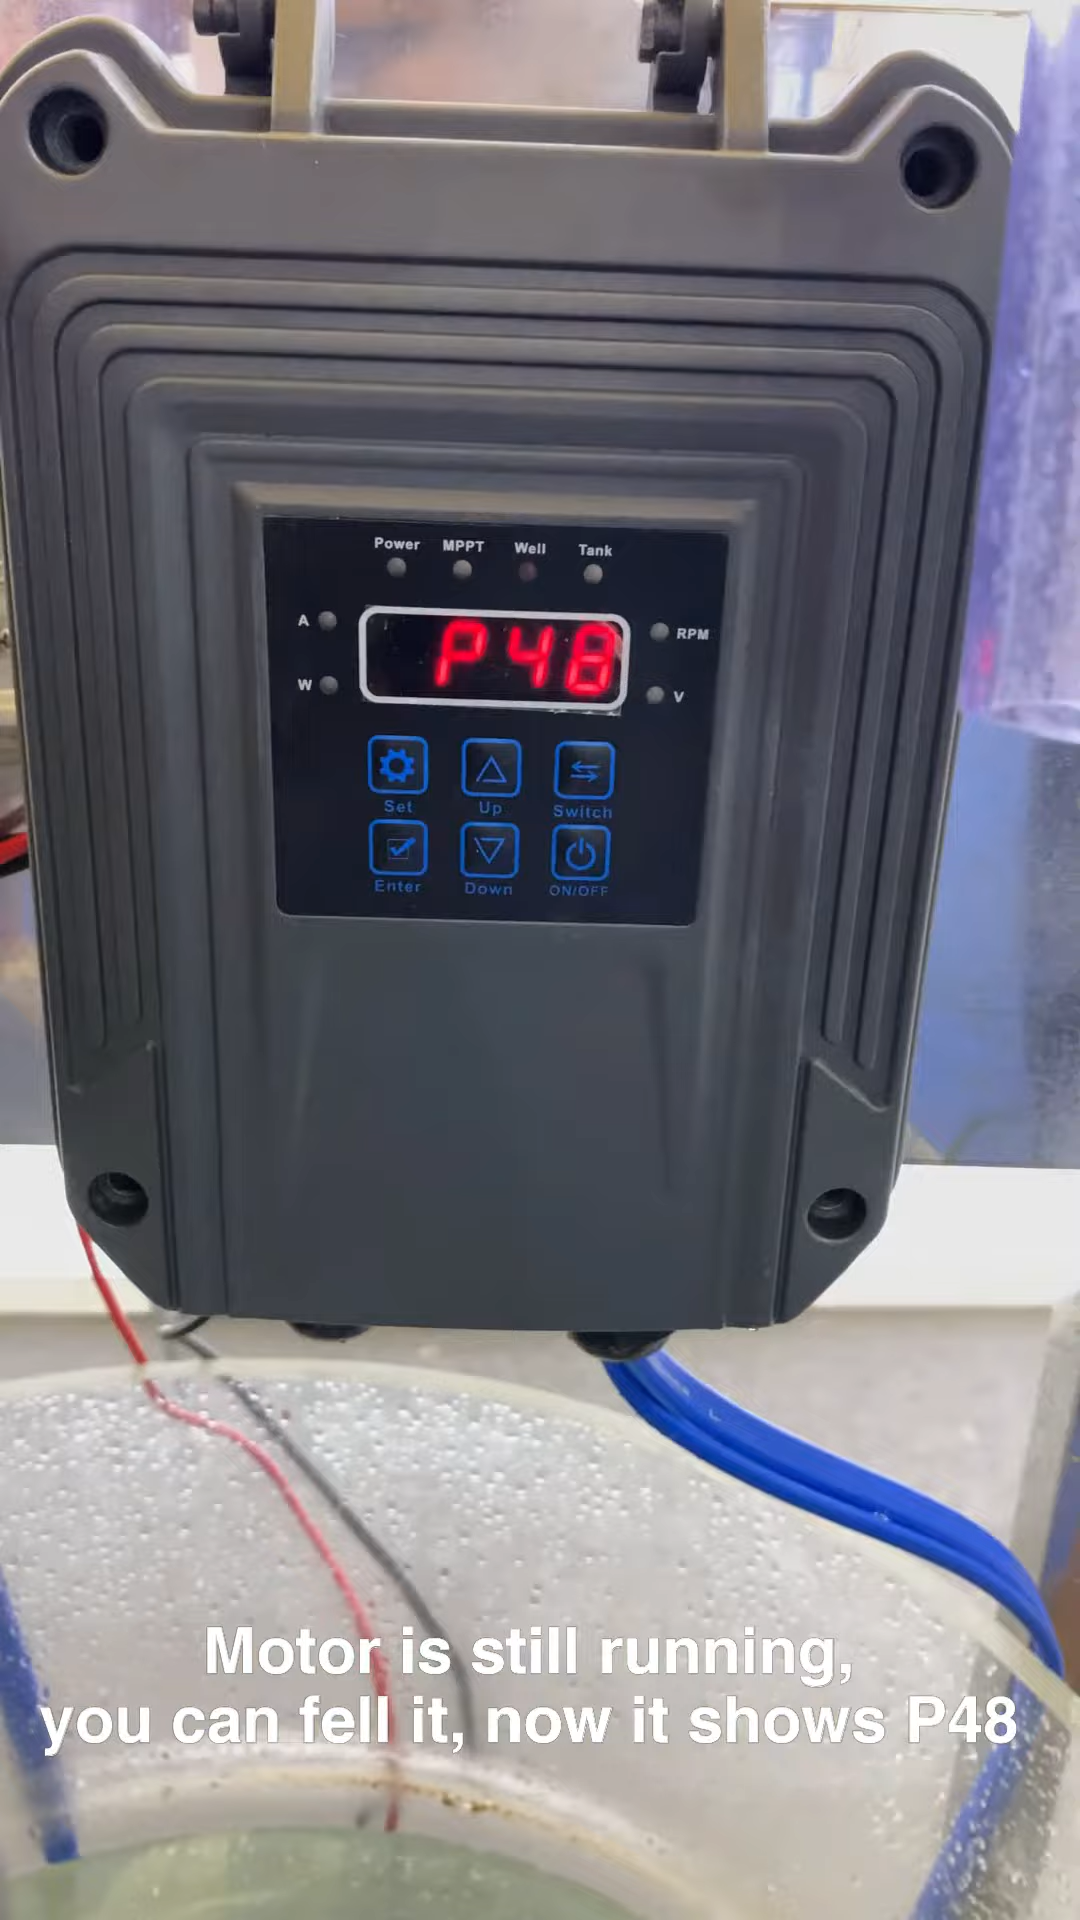 Power MPPT Well Tank
A
RPM
P48
W
V
Set Up Switch
Enter Down ON/OFF
Motor is still running,
you can fell it, now it shows P48